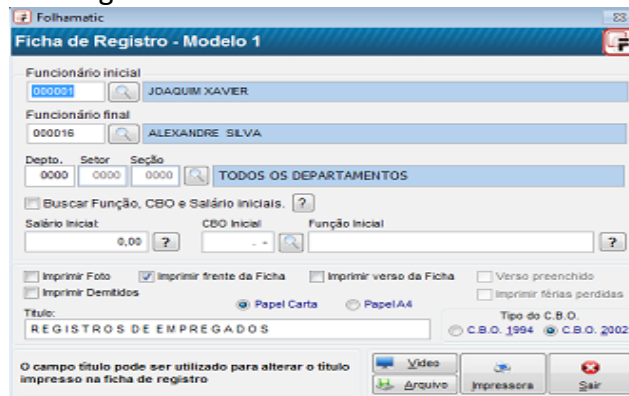 Folhamatic
Ficha de Registro - Modelo 1
Funcionário inicial
000001 JOAQUIM XAVIER
Funcionário final
000016 ALEXANDRE SILVA
Depto. Setor Seção
0000 0000 0000 TODOS OS DEPARTAMENTOS
Buscar Função, CBO e Salário iniciais. ?
Salário Inicial: CBO Inicial Função Inicial
0,00 ? . - ?
Imprimir Foto Imprimir frente da Ficha Imprimir verso da Ficha Verso preenchido
Imprimir Demitidos Imprimir férias perdidas
Papel Carta Papel A4
Título: Tipo do C.B.O.
REGISTROS DE EMPREGADOS C.B.O. 1994 C.B.O. 2002
O campo título pode ser utilizado para alterar o título
impresso na ficha de registro
Vídeo
Arquivo Impressora Sair